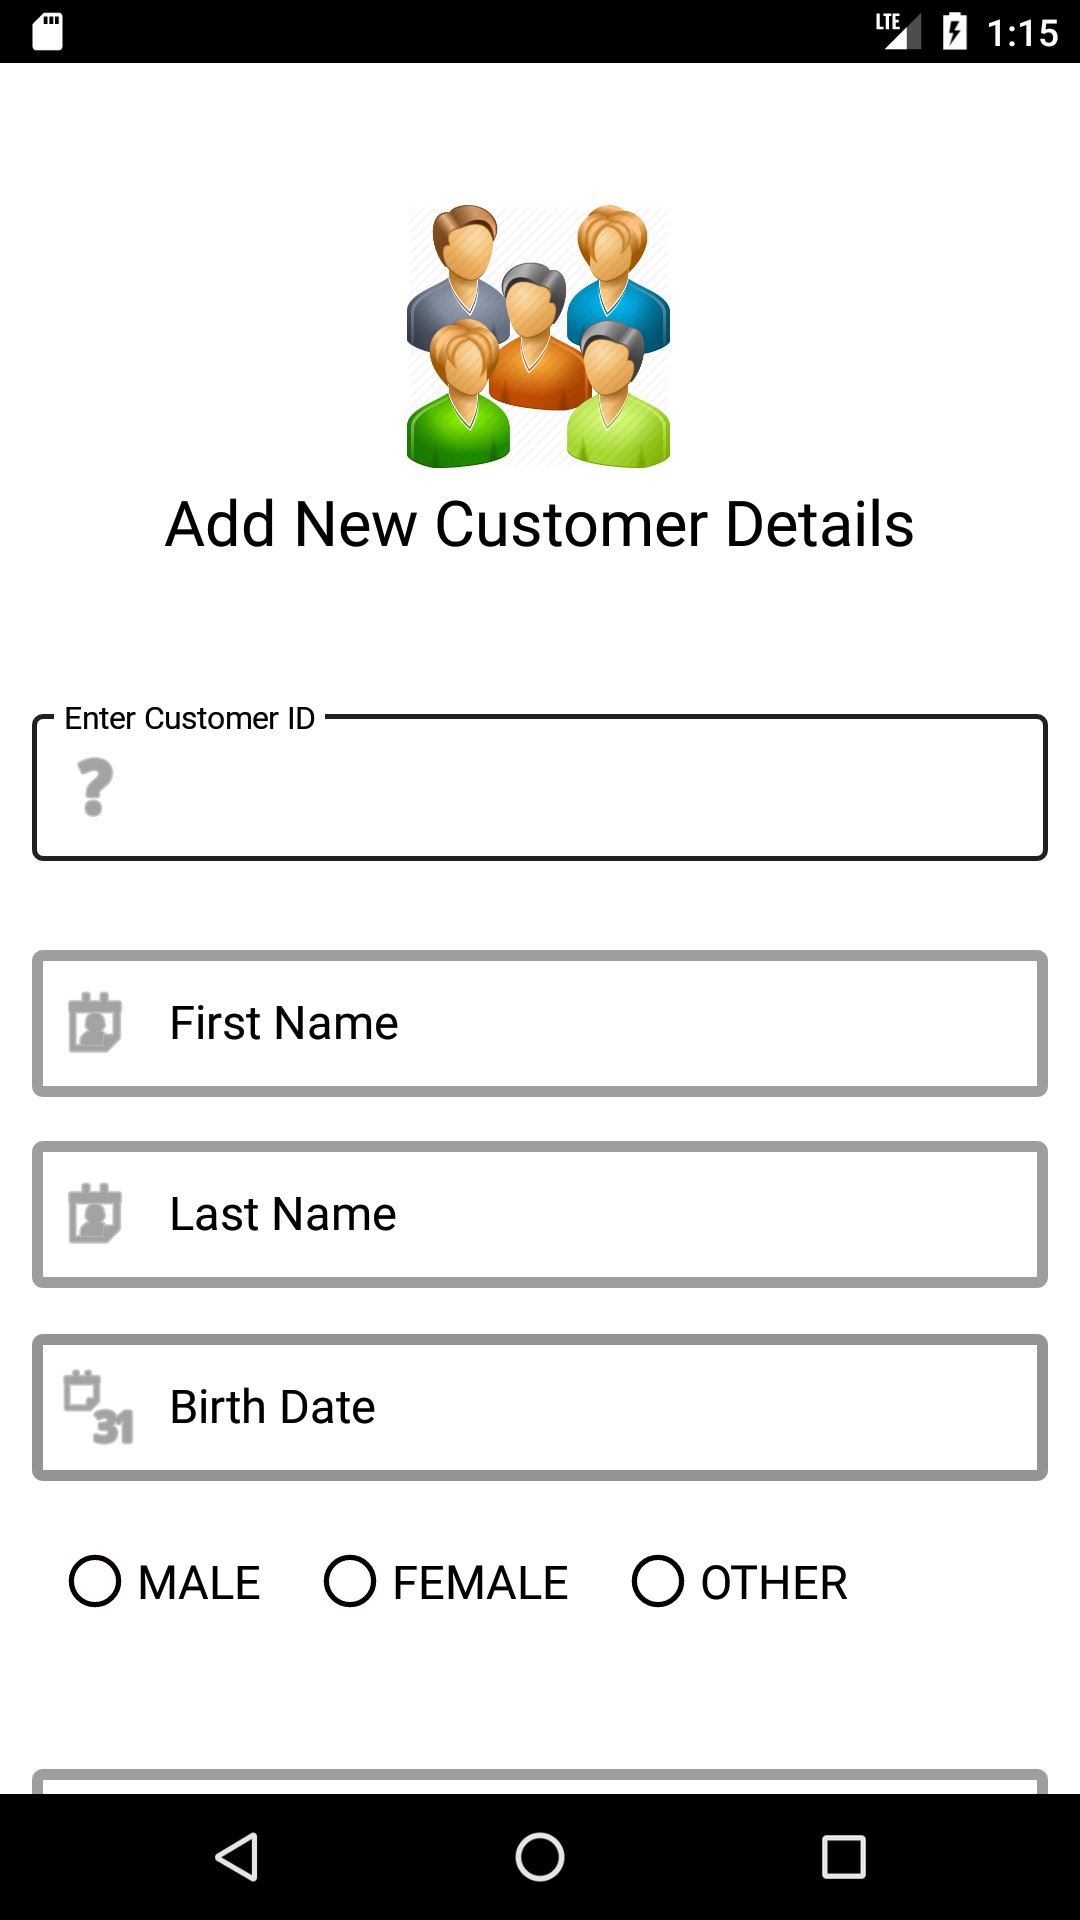 LTE 1:15
Add New Customer Details
Enter Customer ID
?
First Name
Last Name
31 Birth Date
MALE FEMALE OTHER